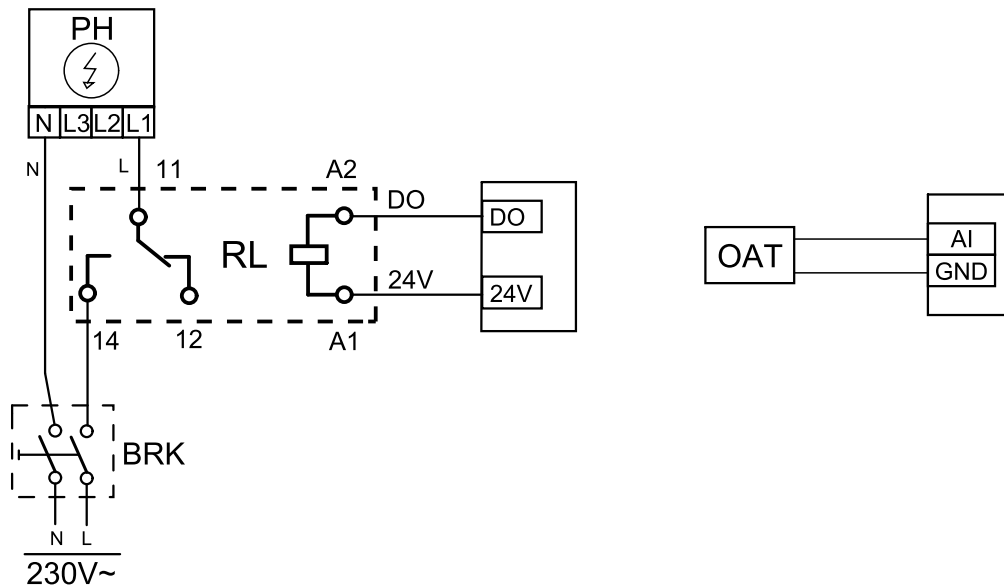 PH
N L3 L2 L1
N L 11 A2
DO
DO
RL
OAT
AI
GND
24V
24V
14 12 A1
BRK
N L
230V~